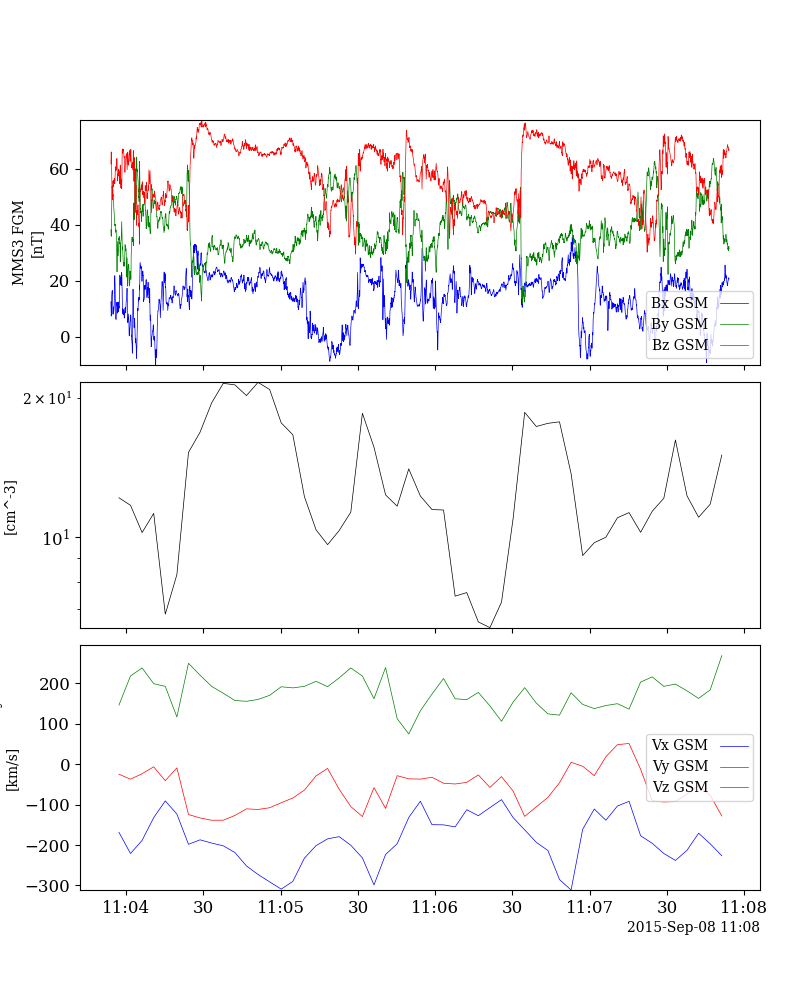 60
40
20
0
MMS3 FGM
[nT]
Bx GSM
By GSM
Bz GSM
2 × 10¹
10¹
[cm^-3]
200
100
0
−100
−200
−300
[km/s]
Vx GSM
Vy GSM
Vz GSM
11:04 30 11:05 30 11:06 30 11:07 30 11:08
2015-Sep-08 11:08